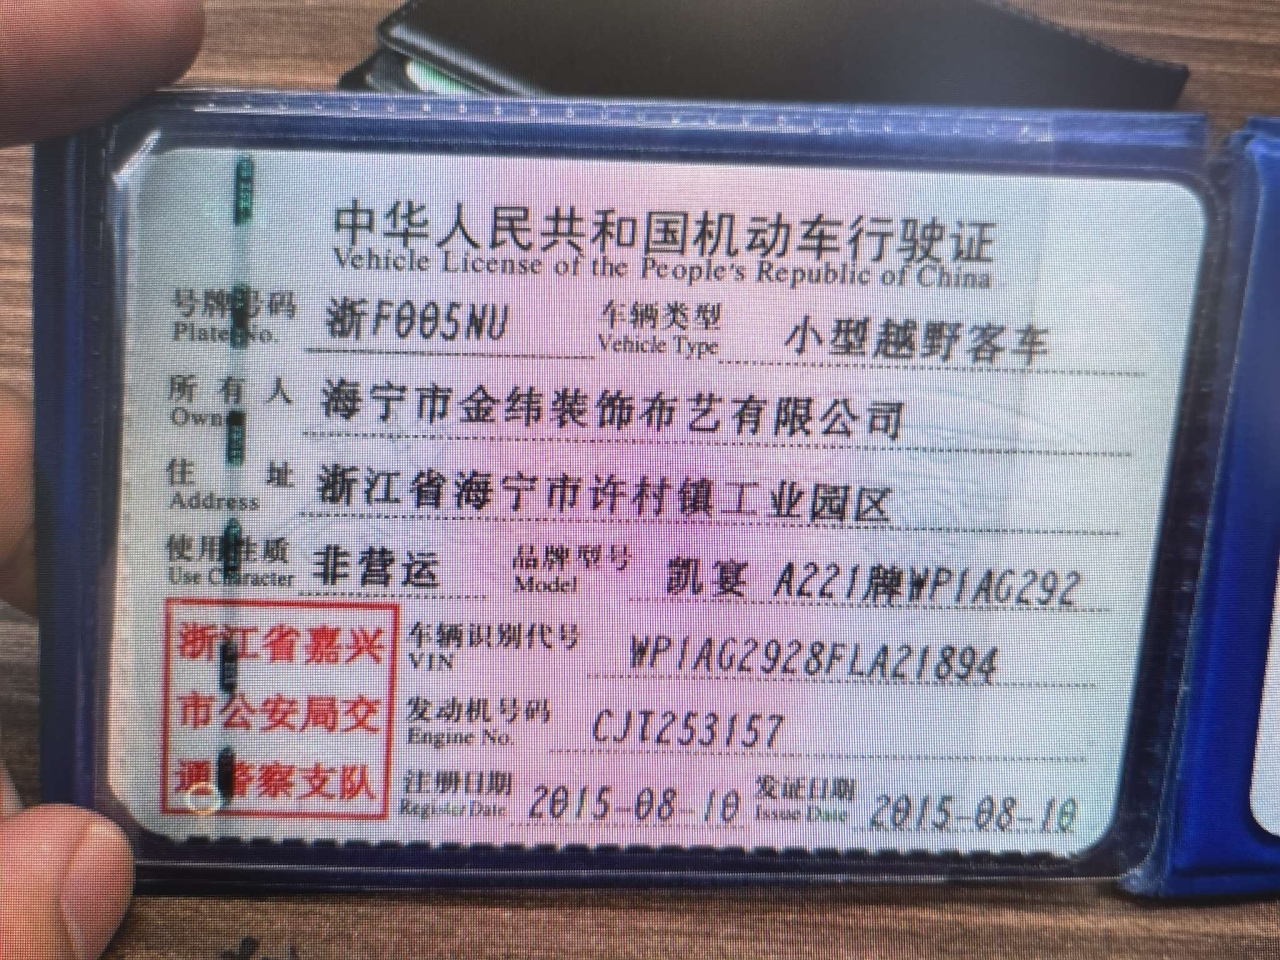 中华人民共和国机动车行驶证
Vehicle License of the People's Republic of China
号牌号码 浙F005NU 车辆类型 小型越野客车
Plate No. Vehicle Type
所有人 海宁市金纬装饰布艺有限公司
Owner
住址 浙江省海宁市许村镇工业园区
Address
使用性质 非营运 品牌型号 凯宴 A221牌WP1AG292
Use Character Model
浙江省嘉兴
市公安局交
通警察支队
车辆识别代号 WP1AG2928FLA21894
VIN
发动机号码 CJT253157
Engine No.
注册日期 2015-08-10 发证日期 2015-08-10
Register Date Issue Date